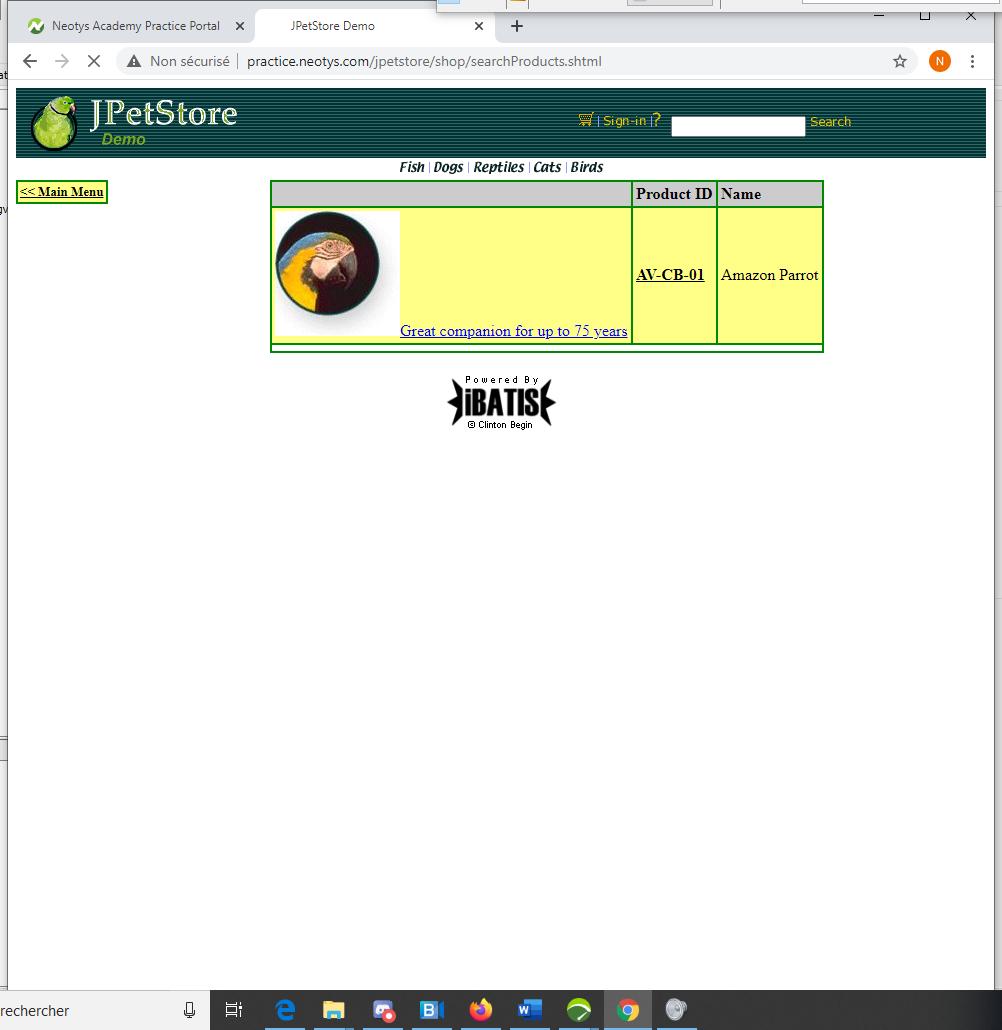 Neotys Academy Practice Portal
JPetStore Demo
Non sécurisé
practice.neotys.com/jpetstore/shop/searchProducts.shtml
N
JPetStore
Demo
| Sign-in | ?
Search
Fish | Dogs | Reptiles | Cats | Birds
<< Main Menu
Product ID
Name
AV-CB-01
Amazon Parrot
Great companion for up to 75 years
Powered By
iBATIS
© Clinton Begin
rechercher